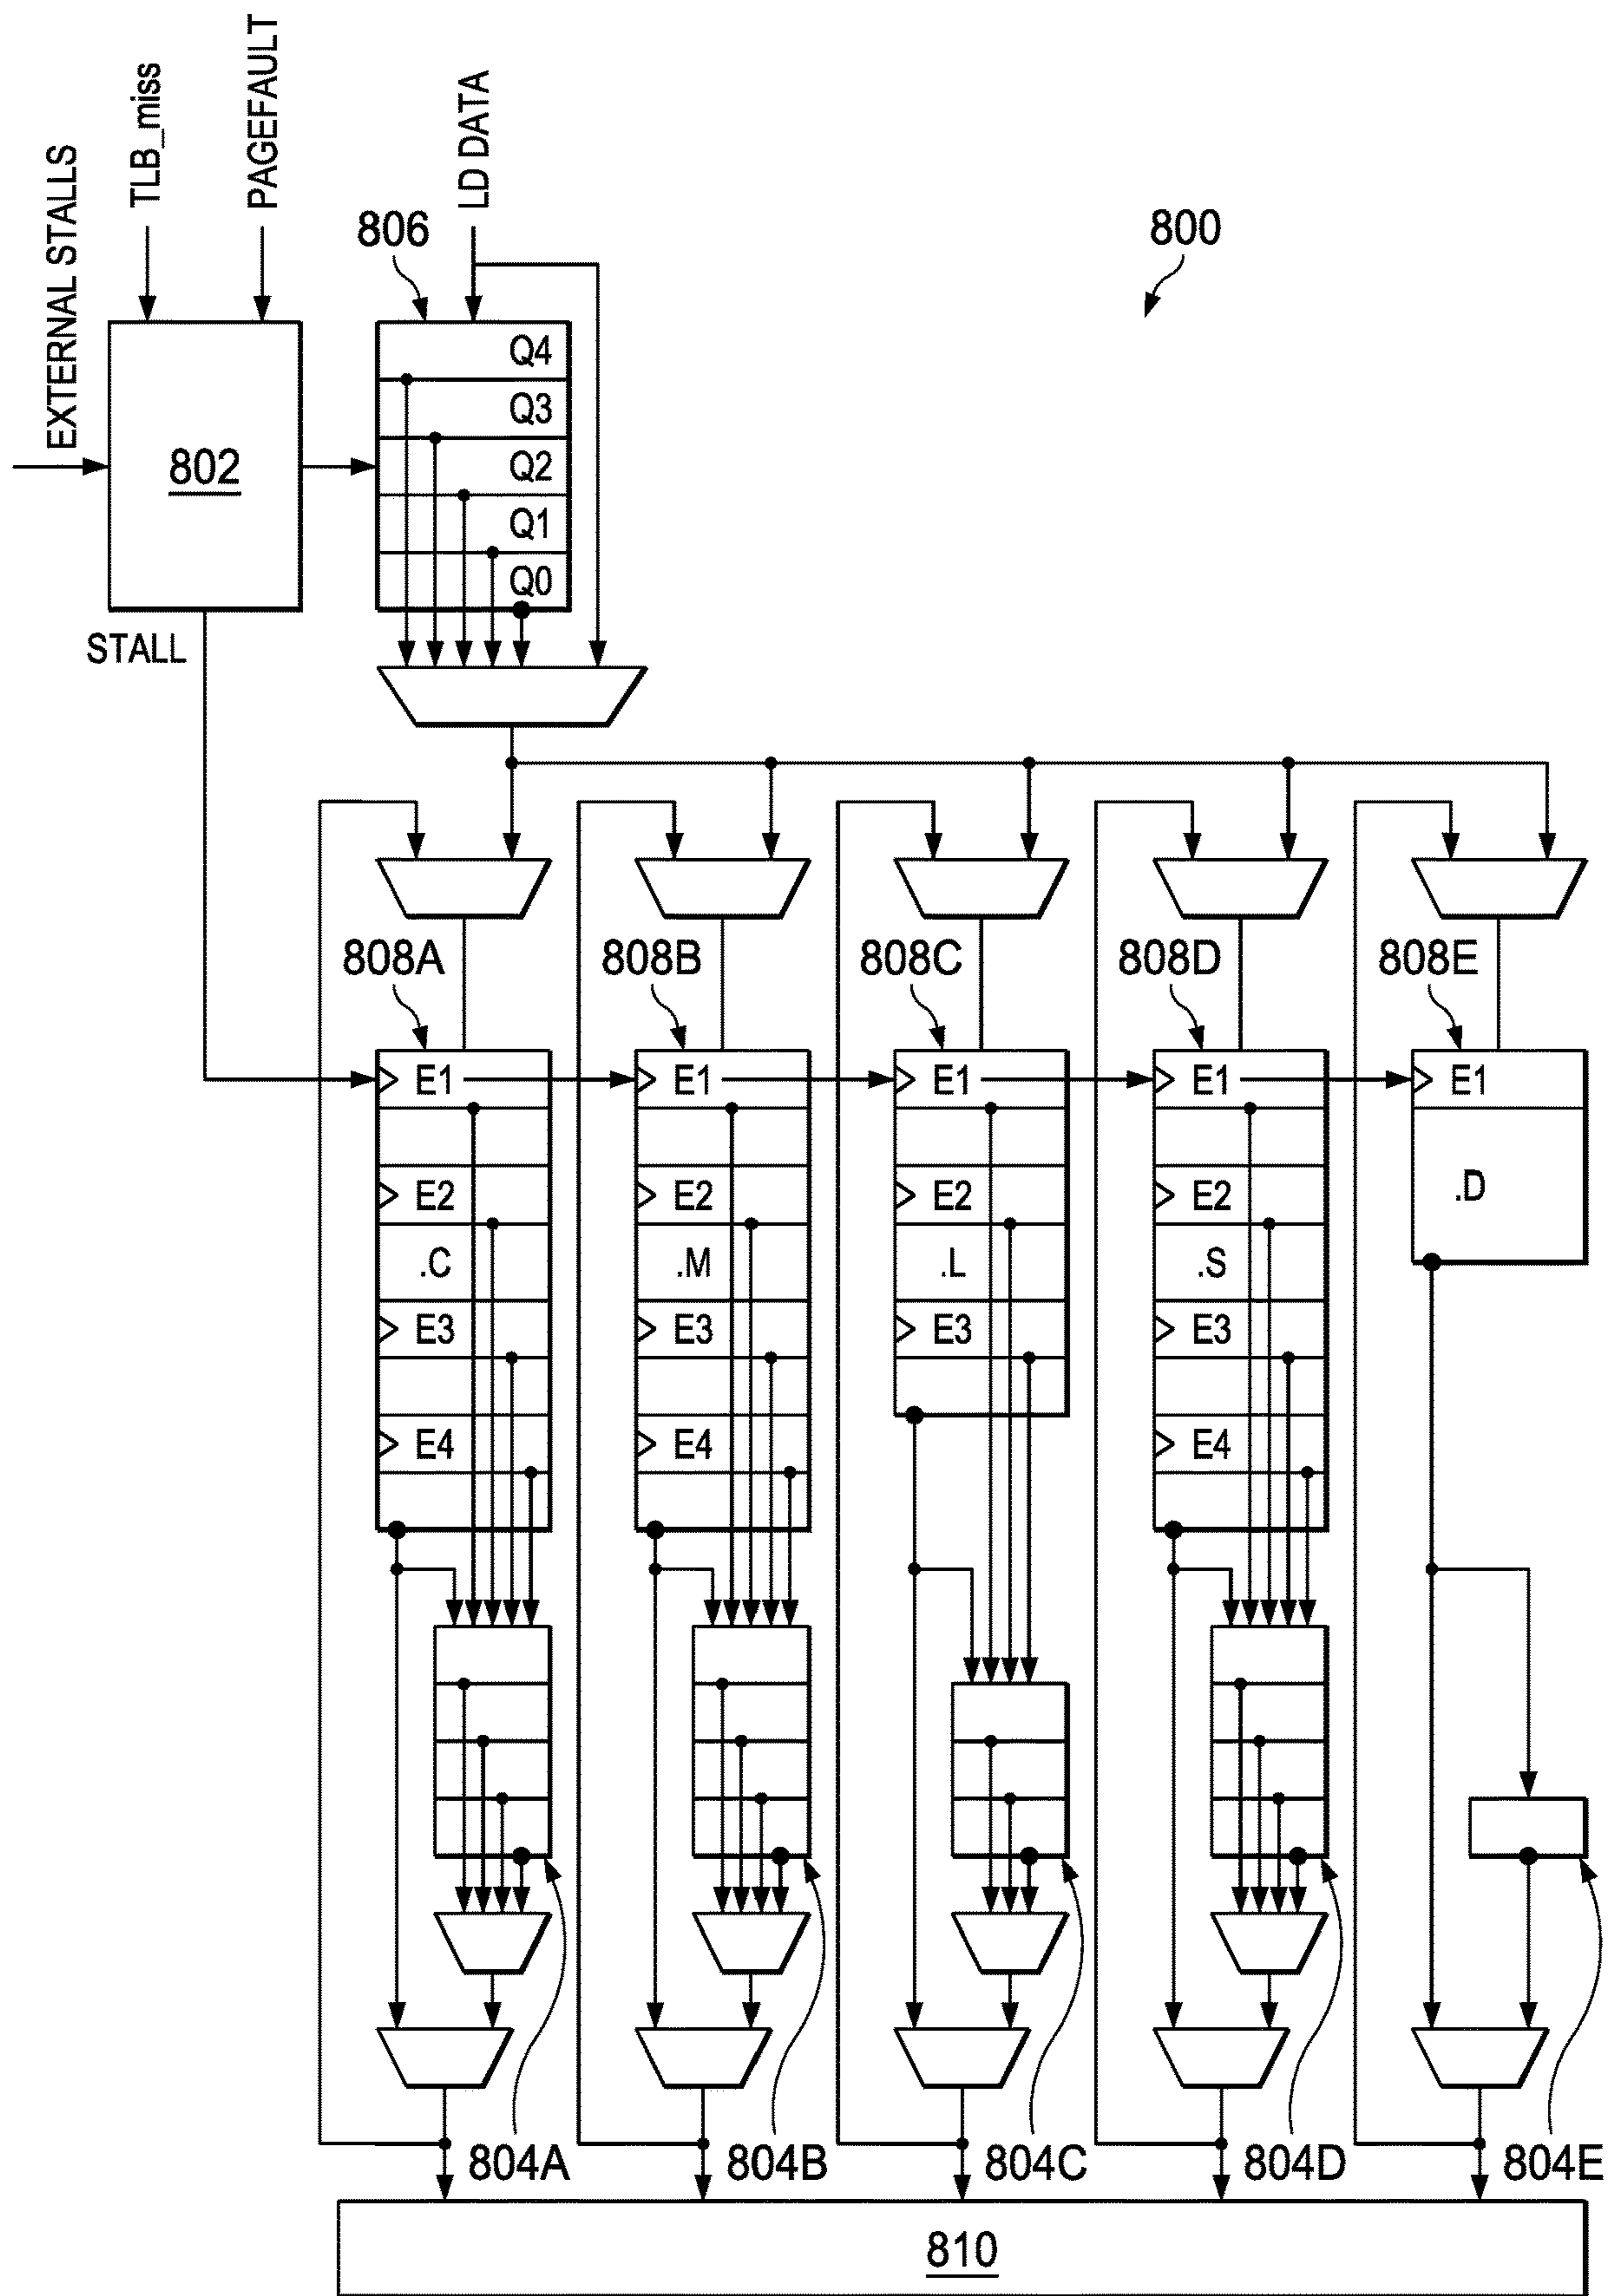 EXTERNAL STALLS
TLB_miss
PAGEFAULT
LD DATA
806
800
802
Q4
Q3
Q2
Q1
Q0
STALL
808A
808B
808C
808D
808E
E1
E1
E1
E1
E1
E2
E2
E2
E2
.D
.C
.M
.L
.S
E3
E3
E3
E3
E4
E4
E4
804A
804B
804C
804D
804E
810